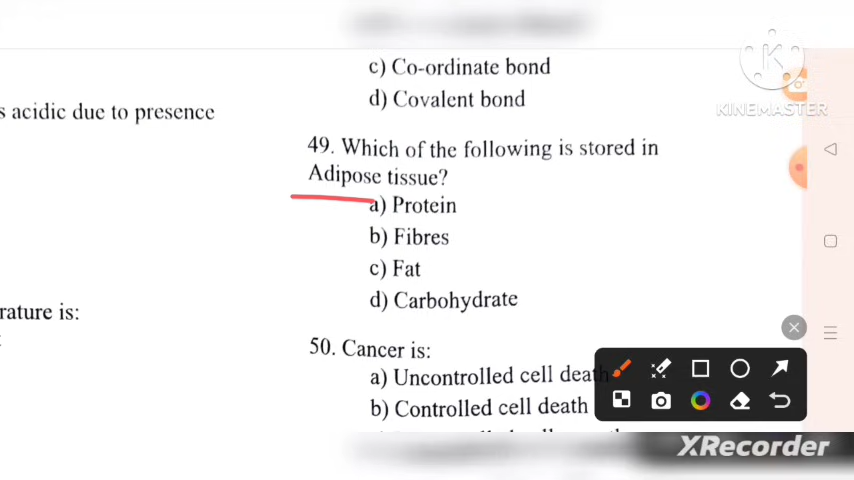 c) Co-ordinate bond
d) Covalent bond
s acidic due to presence
49. Which of the following is stored in
Adipose tissue?
a) Protein
b) Fibres
c) Fat
d) Carbohydrate
rature is:
50. Cancer is:
a) Uncontrolled cell death
b) Controlled cell death
KINEMASTER
XRecorder